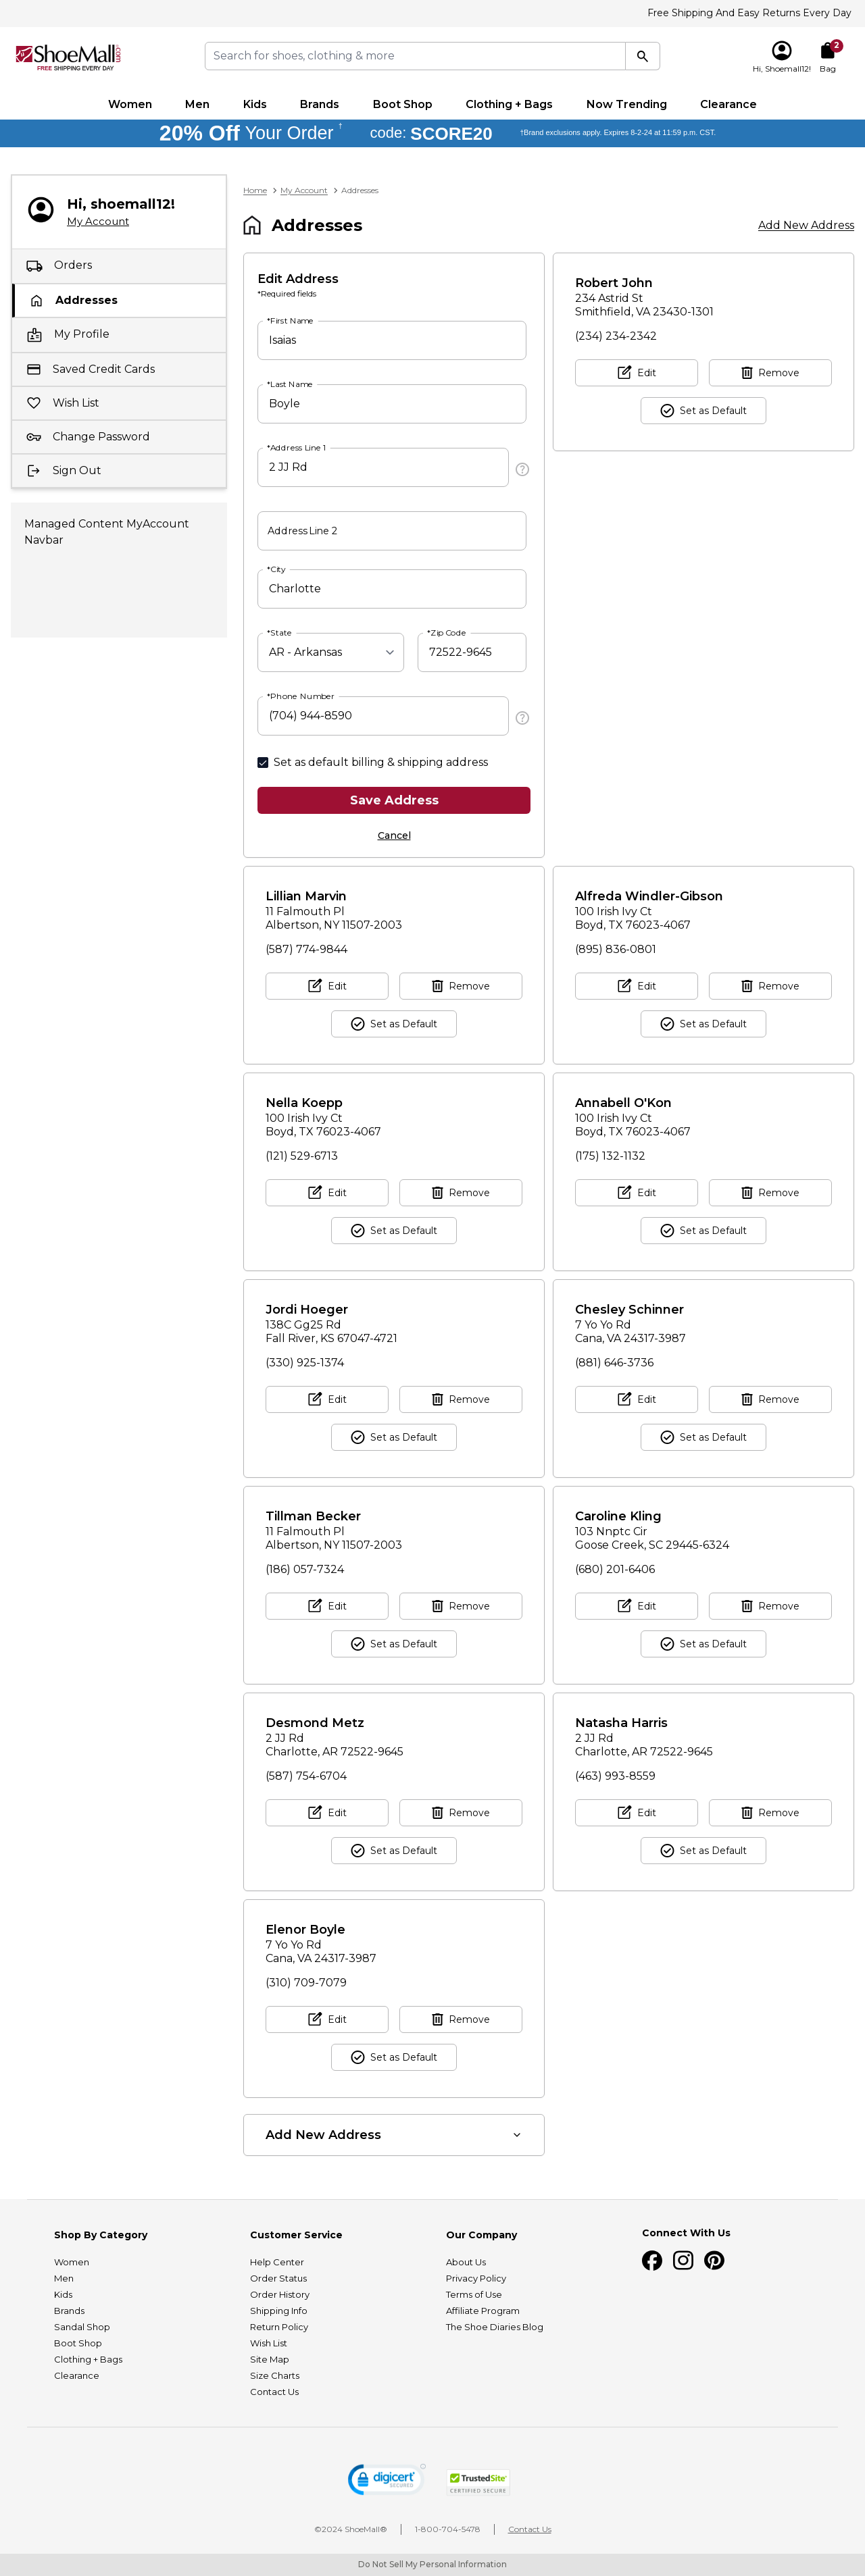 Free Shipping And Easy Returns Every Day
ShoeMall.com
FREE SHIPPING EVERY DAY
Search for shoes, clothing & more
Hi, Shoemall12!
2
Bag
Women Men Kids Brands Boot Shop Clothing + Bags Now Trending Clearance
20% Off Your Order † code: SCORE20 †Brand exclusions apply. Expires 8-2-24 at 11:59 p.m. CST.
Hi, shoemall12!
My Account
Orders
Addresses
My Profile
Saved Credit Cards
Wish List
Change Password
Sign Out
Managed Content MyAccount
Navbar
Home > My Account > Addresses
Addresses
Add New Address
Edit Address
*Required fields
*First Name
Isaias
*Last Name
Boyle
*Address Line 1
2 JJ Rd
Address Line 2
*City
Charlotte
*State
AR - Arkansas
*Zip Code
72522-9645
*Phone Number
(704) 944-8590
Set as default billing & shipping address
Save Address
Cancel
Robert John
234 Astrid St
Smithfield, VA 23430-1301
(234) 234-2342
Edit
Remove
Set as Default
Lillian Marvin
11 Falmouth Pl
Albertson, NY 11507-2003
(587) 774-9844
Edit
Remove
Set as Default
Alfreda Windler-Gibson
100 Irish Ivy Ct
Boyd, TX 76023-4067
(895) 836-0801
Edit
Remove
Set as Default
Nella Koepp
100 Irish Ivy Ct
Boyd, TX 76023-4067
(121) 529-6713
Edit
Remove
Set as Default
Annabell O'Kon
100 Irish Ivy Ct
Boyd, TX 76023-4067
(175) 132-1132
Edit
Remove
Set as Default
Jordi Hoeger
138C Gg25 Rd
Fall River, KS 67047-4721
(330) 925-1374
Edit
Remove
Set as Default
Chesley Schinner
7 Yo Yo Rd
Cana, VA 24317-3987
(881) 646-3736
Edit
Remove
Set as Default
Tillman Becker
11 Falmouth Pl
Albertson, NY 11507-2003
(186) 057-7324
Edit
Remove
Set as Default
Caroline Kling
103 Nnptc Cir
Goose Creek, SC 29445-6324
(680) 201-6406
Edit
Remove
Set as Default
Desmond Metz
2 JJ Rd
Charlotte, AR 72522-9645
(587) 754-6704
Edit
Remove
Set as Default
Natasha Harris
2 JJ Rd
Charlotte, AR 72522-9645
(463) 993-8559
Edit
Remove
Set as Default
Elenor Boyle
7 Yo Yo Rd
Cana, VA 24317-3987
(310) 709-7079
Edit
Remove
Set as Default
Add New Address
Shop By Category
Women
Men
Kids
Brands
Sandal Shop
Boot Shop
Clothing + Bags
Clearance
Customer Service
Help Center
Order Status
Order History
Shipping Info
Return Policy
Wish List
Site Map
Size Charts
Contact Us
Our Company
About Us
Privacy Policy
Terms of Use
Affiliate Program
The Shoe Diaries Blog
Connect With Us
digicert
SECURED
TrustedSite
CERTIFIED SECURE
©2024 ShoeMall® 1-800-704-5478 Contact Us
Do Not Sell My Personal Information